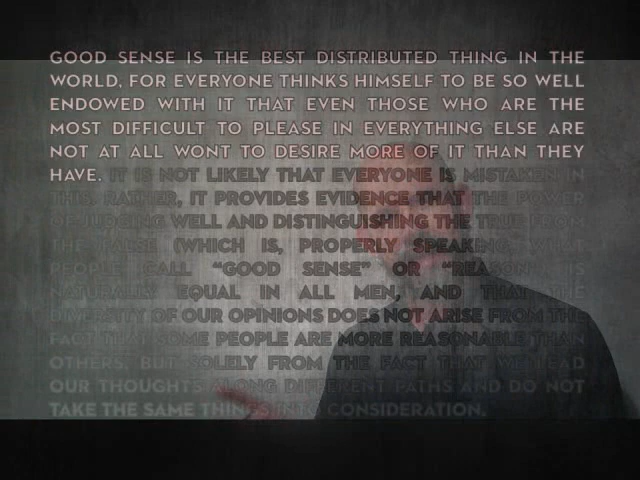 GOOD SENSE IS THE BEST DISTRIBUTED THING IN THE
WORLD, FOR EVERYONE THINKS HIMSELF TO BE SO WELL
ENDOWED WITH IT THAT EVEN THOSE WHO ARE THE
MOST DIFFICULT TO PLEASE IN EVERYTHING ELSE ARE
NOT AT ALL WONT TO DESIRE MORE OF IT THAN THEY
HAVE. IT IS NOT LIKELY THAT EVERYONE IS MISTAKEN IN
THIS. RATHER, IT PROVIDES EVIDENCE THAT THE POWER
OF JUDGING WELL AND DISTINGUISHING THE TRUE FROM
THE FALSE (WHICH IS, PROPERLY SPEAKING, WHAT
PEOPLE CALL “GOOD SENSE” OR “REASON”) IS
NATURALLY EQUAL IN ALL MEN, AND THAT THE
DIVERSITY OF OUR OPINIONS DOES NOT ARISE FROM THE
FACT THAT SOME PEOPLE ARE MORE REASONABLE THAN
OTHERS, BUT SOLELY FROM THE FACT THAT WE LEAD
OUR THOUGHTS ALONG DIFFERENT PATHS AND DO NOT
TAKE THE SAME THINGS INTO CONSIDERATION.